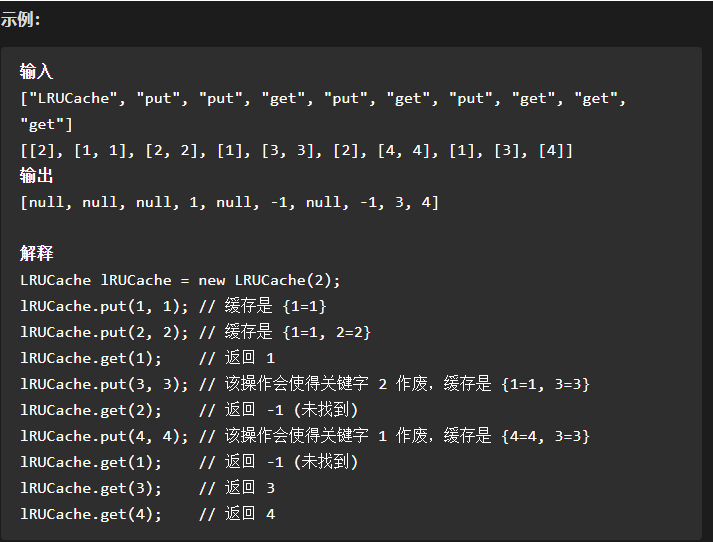 示例：
输入
["LRUCache", "put", "put", "get", "put", "get", "put", "get", "get",
"get"]
[[2], [1, 1], [2, 2], [1], [3, 3], [2], [4, 4], [1], [3], [4]]
输出
[null, null, null, 1, null, -1, null, -1, 3, 4]
解释
LRUCache lRUCache = new LRUCache(2);
lRUCache.put(1, 1); // 缓存是 {1=1}
lRUCache.put(2, 2); // 缓存是 {1=1, 2=2}
lRUCache.get(1);    // 返回 1
lRUCache.put(3, 3); // 该操作会使得关键字 2 作废，缓存是 {1=1, 3=3}
lRUCache.get(2);    // 返回 -1 (未找到)
lRUCache.put(4, 4); // 该操作会使得关键字 1 作废，缓存是 {4=4, 3=3}
lRUCache.get(1);    // 返回 -1 (未找到)
lRUCache.get(3);    // 返回 3
lRUCache.get(4);    // 返回 4